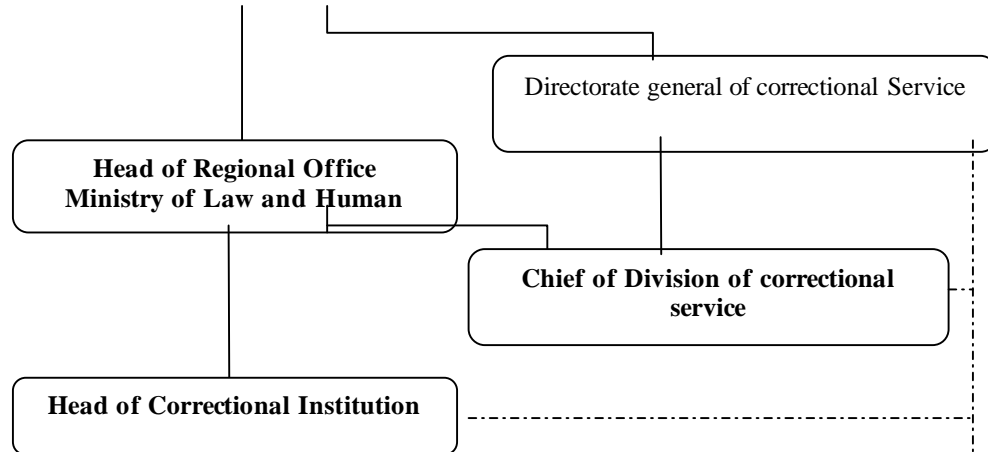 Directorate general of correctional Service
Head of Regional Office
Ministry of Law and Human
Chief of Division of correctional
service
Head of Correctional Institution